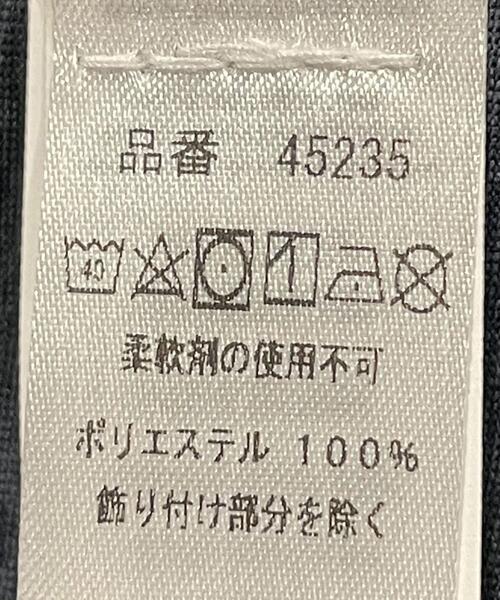 品番 45235
40
柔軟剤の使用不可
ポリエステル 100%
飾り付け部分を除く